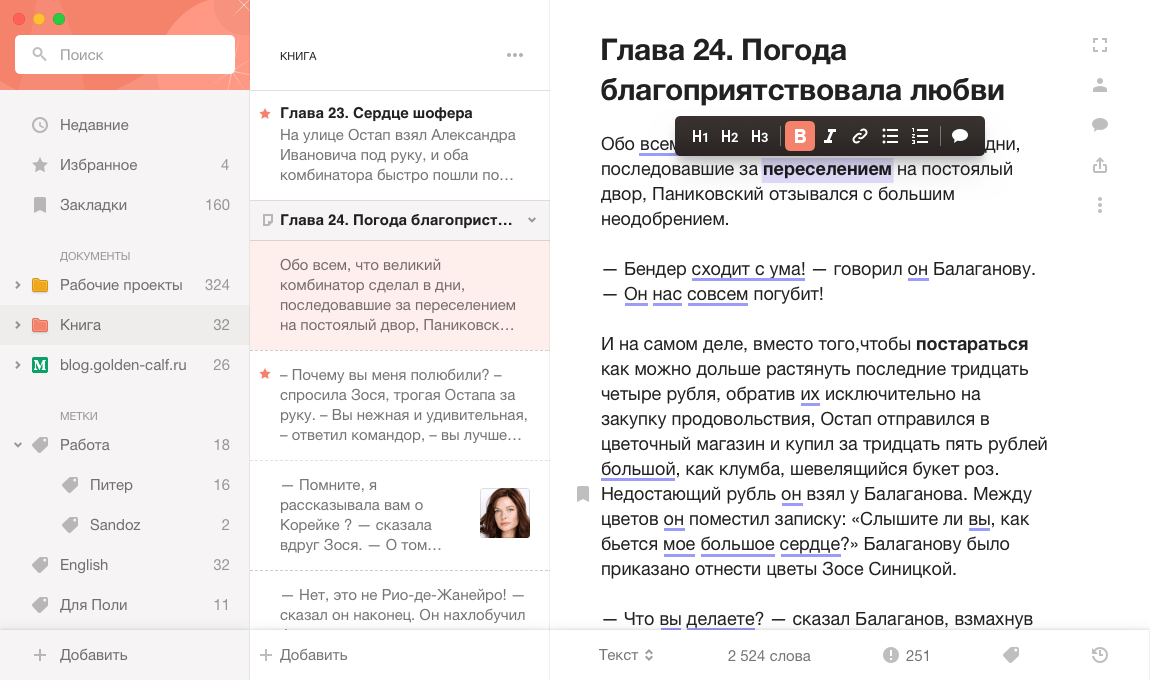 Поиск
Недавние
Избранное 4
Закладки 160
ДОКУМЕНТЫ
Рабочие проекты 324
Книга 32
M blog.golden-calf.ru 26
МЕТКИ
Работа 18
Питер 16
Sandoz 2
English 32
Для Поли 11
Добавить
КНИГА
Глава 23. Сердце шофера
На улице Остап взял Александра
Ивановича под руку, и оба
комбинатора быстро пошли по…
Глава 24. Погода благоприст…
Обо всем, что великий
комбинатор сделал в дни,
последовавшие за переселением
на постоялый двор, Паниковск…
– Почему вы меня полюбили? –
спросила Зося, трогая Остапа за
руку. – Вы нежная и удивительная,
– ответил командор, – вы лучше…
— Помните, я
рассказывала вам о
Корейке ? — сказала
вдруг Зося. — О том…
— Нет, это не Рио-де-Жанейро! —
сказал он наконец. Он нахлобучил
Добавить
Глава 24. Погода
благоприятствовала любви
H1 H2 H3 B I
Обо всем дни,
последовавшие за переселением на постоялый
двор, Паниковский отзывался с большим
неодобрением.
— Бендер сходит с ума! — говорил он Балаганову.
— Он нас совсем погубит!
И на самом деле, вместо того,чтобы постараться
как можно дольше растянуть последние тридцать
четыре рубля, обратив их исключительно на
закупку продовольствия, Остап отправился в
цветочный магазин и купил за тридцать пять рублей
большой, как клумба, шевелящийся букет роз.
Недостающий рубль он взял у Балаганова. Между
цветов он поместил записку: «Слышите ли вы, как
бьется мое большое сердце?» Балаганову было
приказано отнести цветы Зосе Синицкой.
— Что вы делаете? — сказал Балаганов, взмахнув
Текст 2 524 слова 251